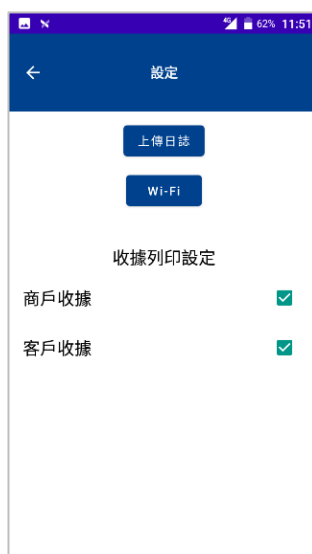 4G 62% 11:51
設定
上傳日誌
Wi-Fi
收據列印設定
商戶收據
客戶收據